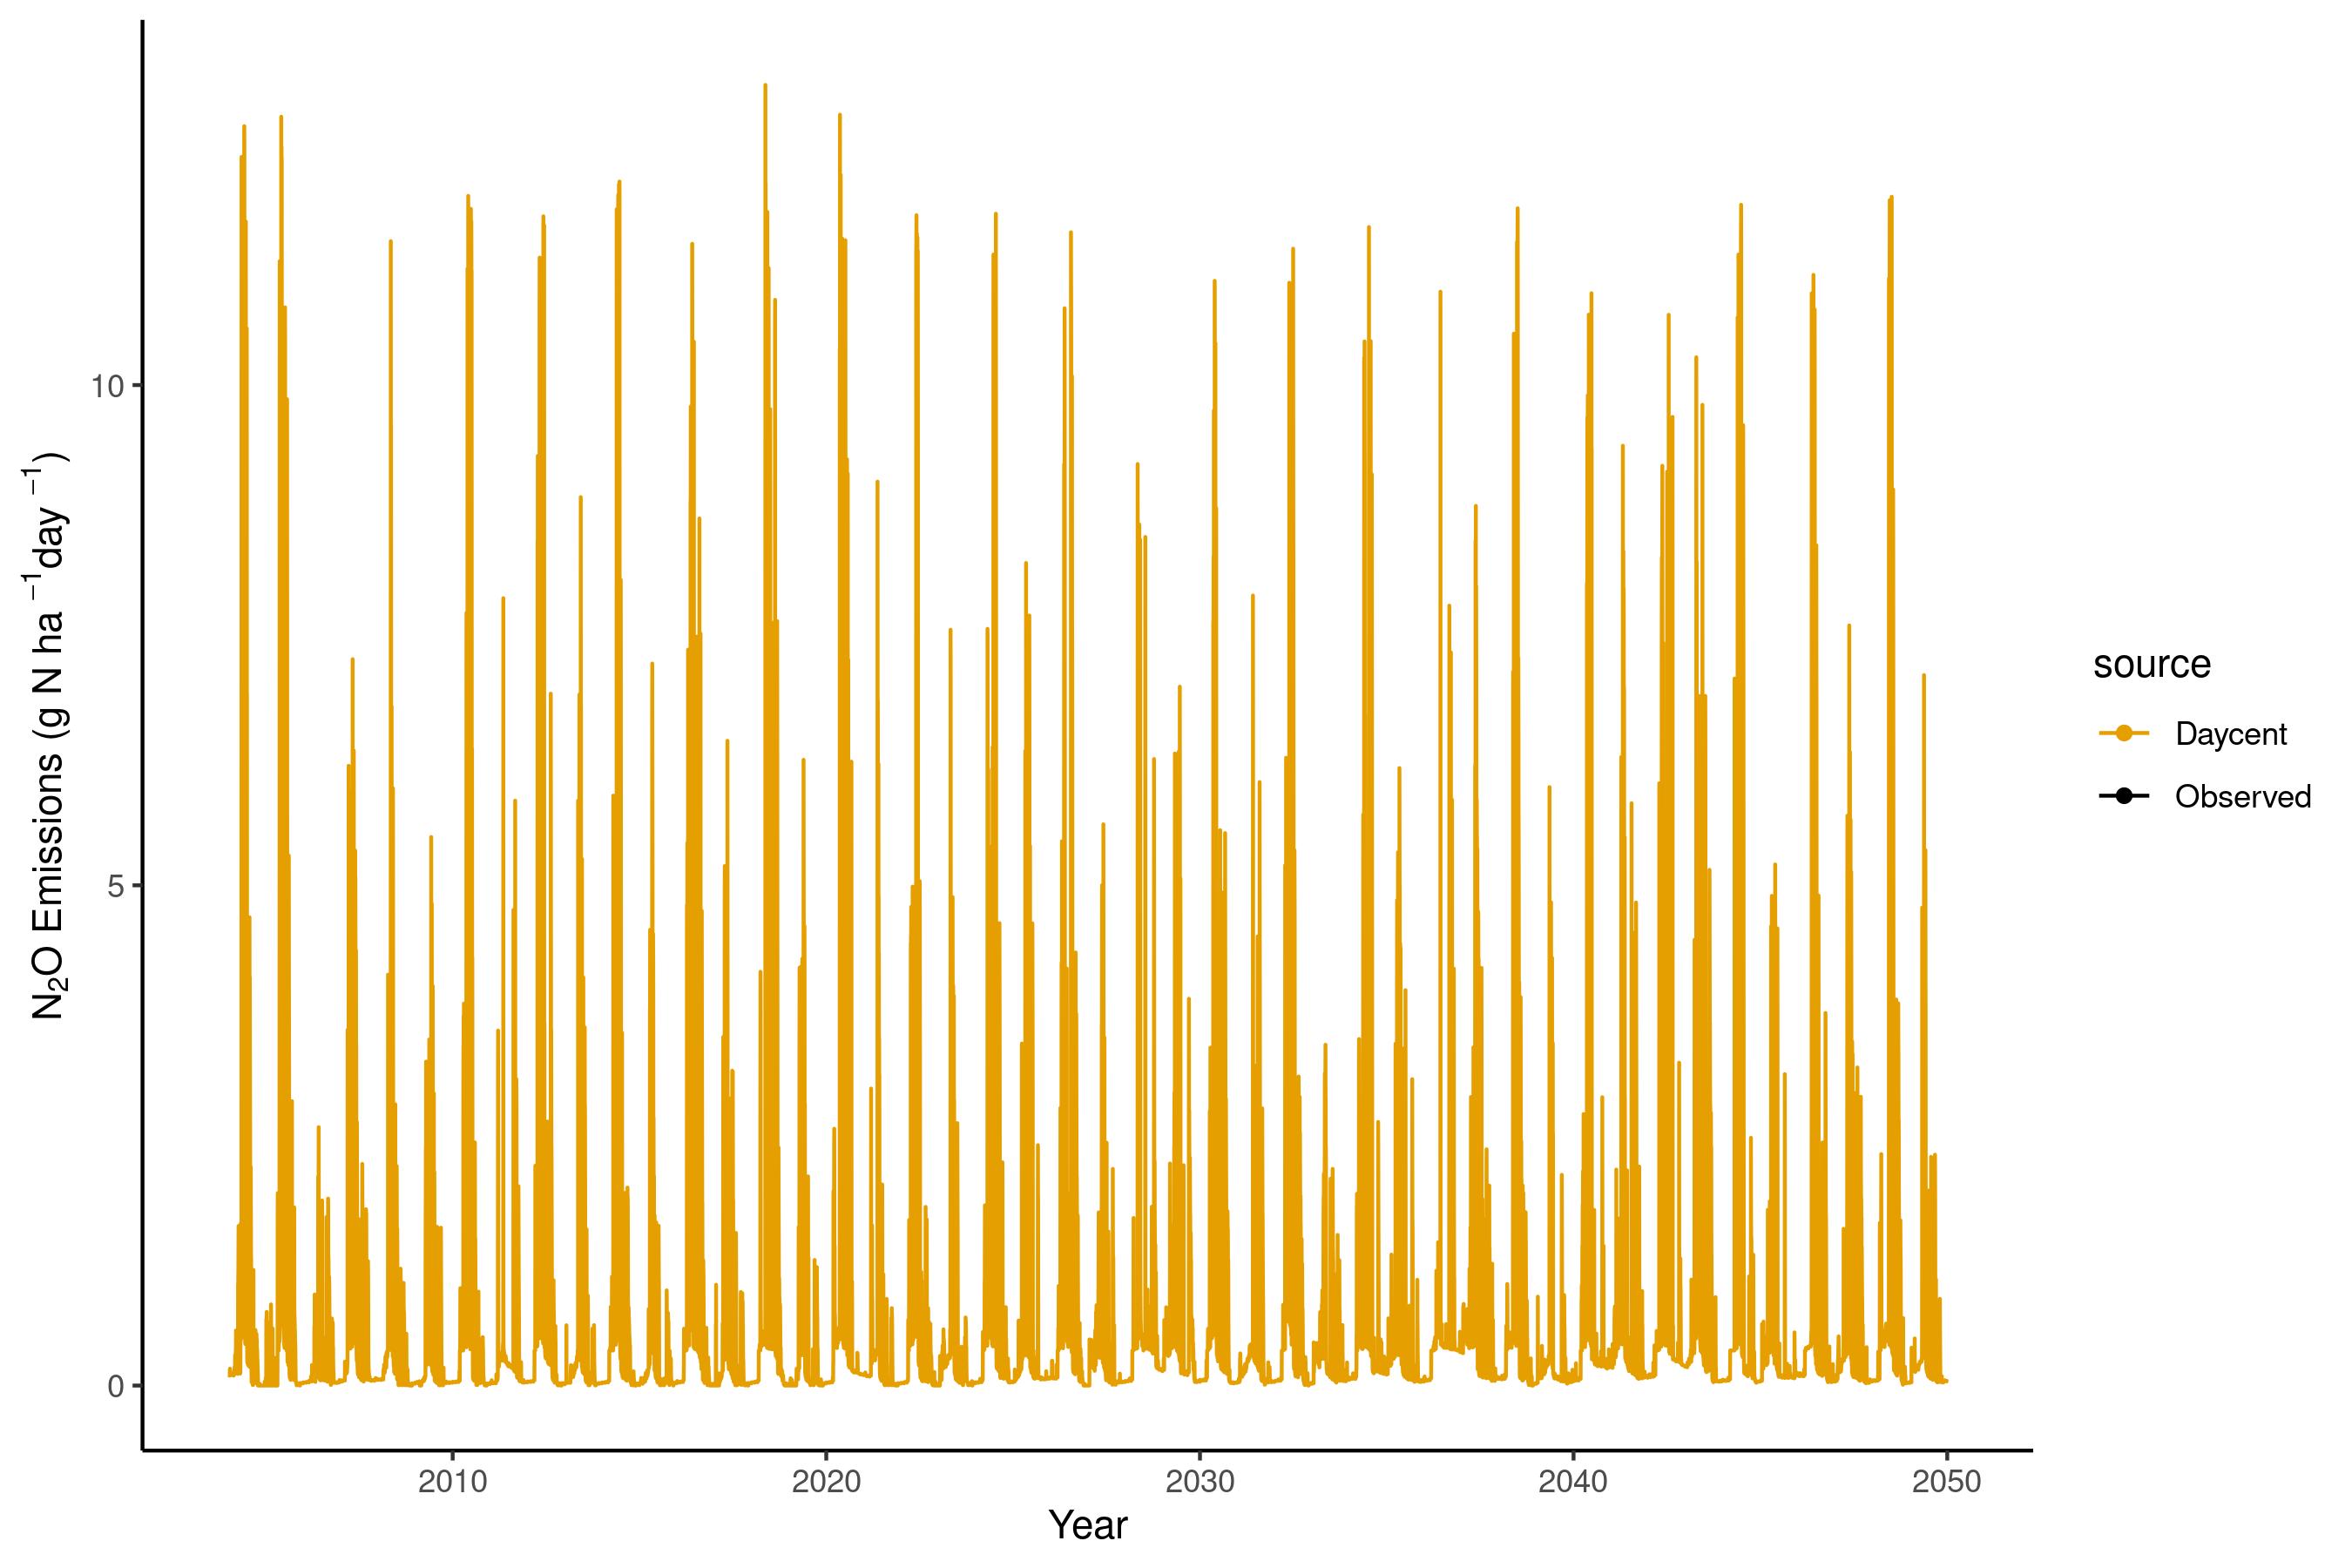 10
5
0
N₂O Emissions (g N ha ⁻¹day ⁻¹)
2010 2020 2030 2040 2050
Year
source
Daycent
Observed